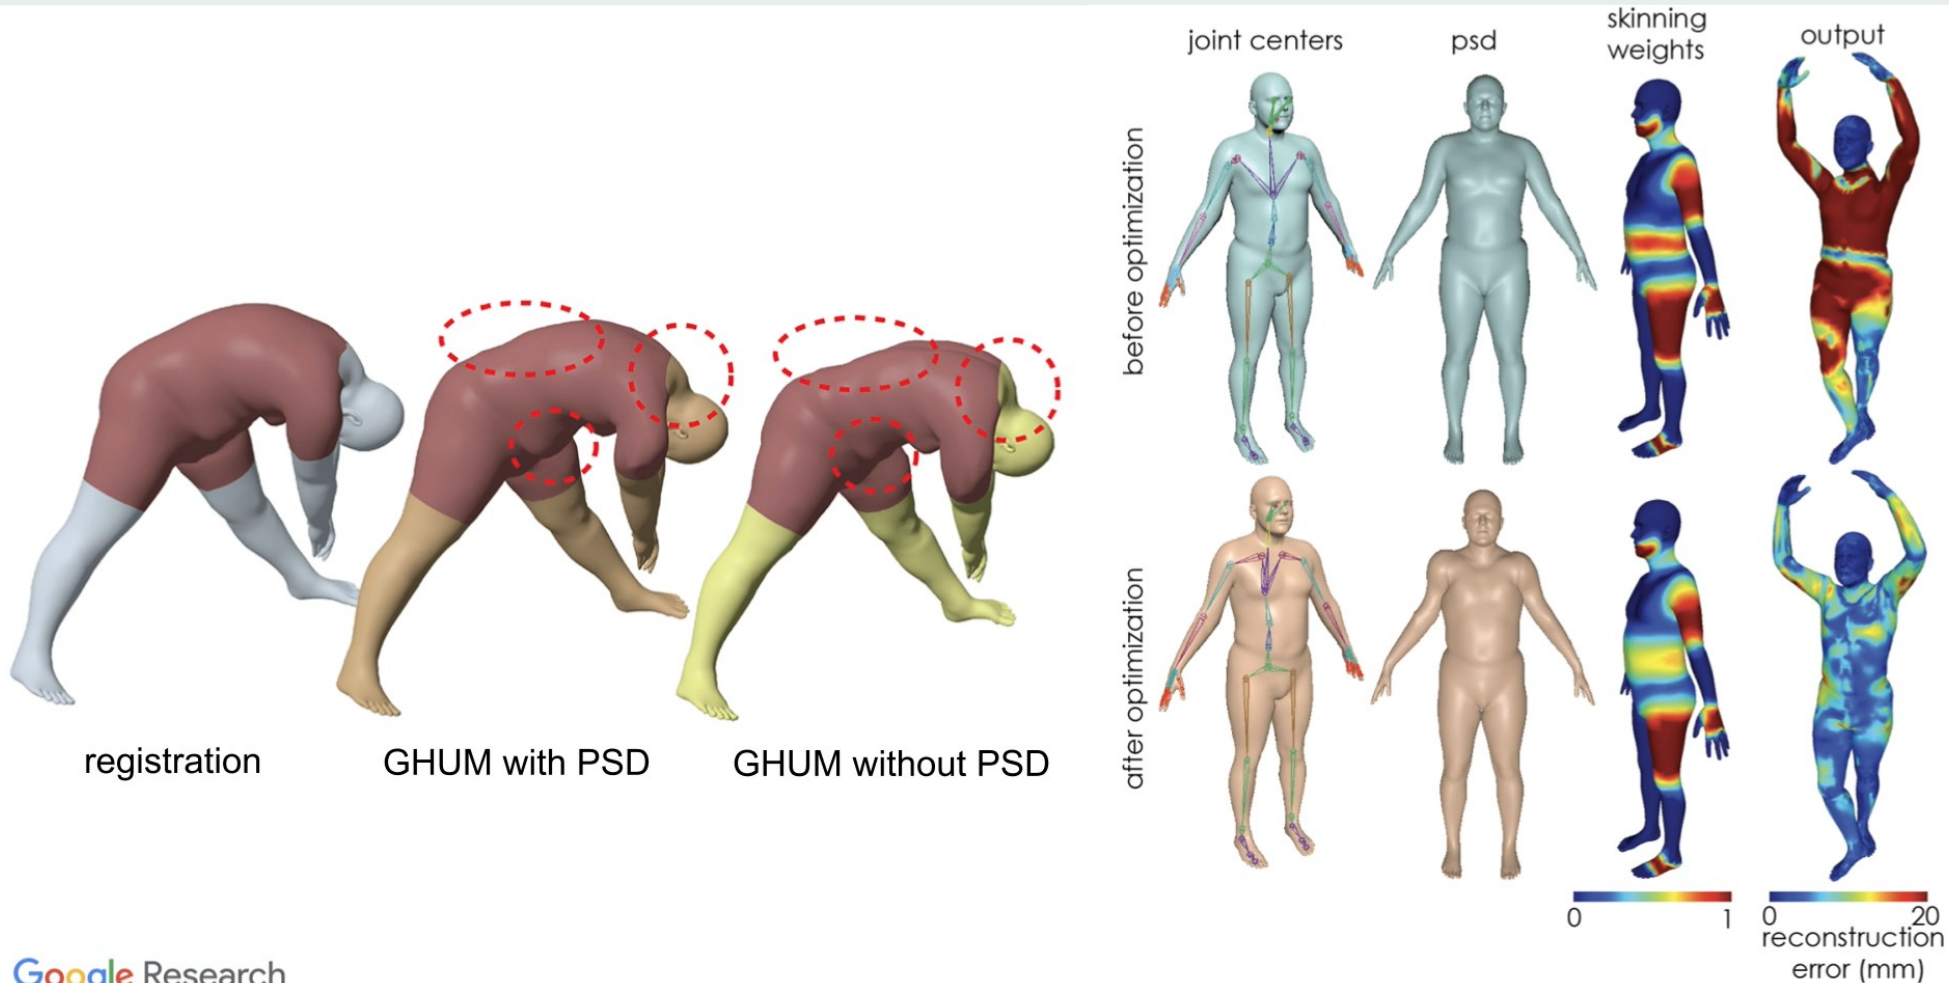 registration
GHUM with PSD
GHUM without PSD
Google Research
joint centers
psd
skinning
weights
output
before optimization
after optimization
0
1
0
20
reconstruction
error (mm)